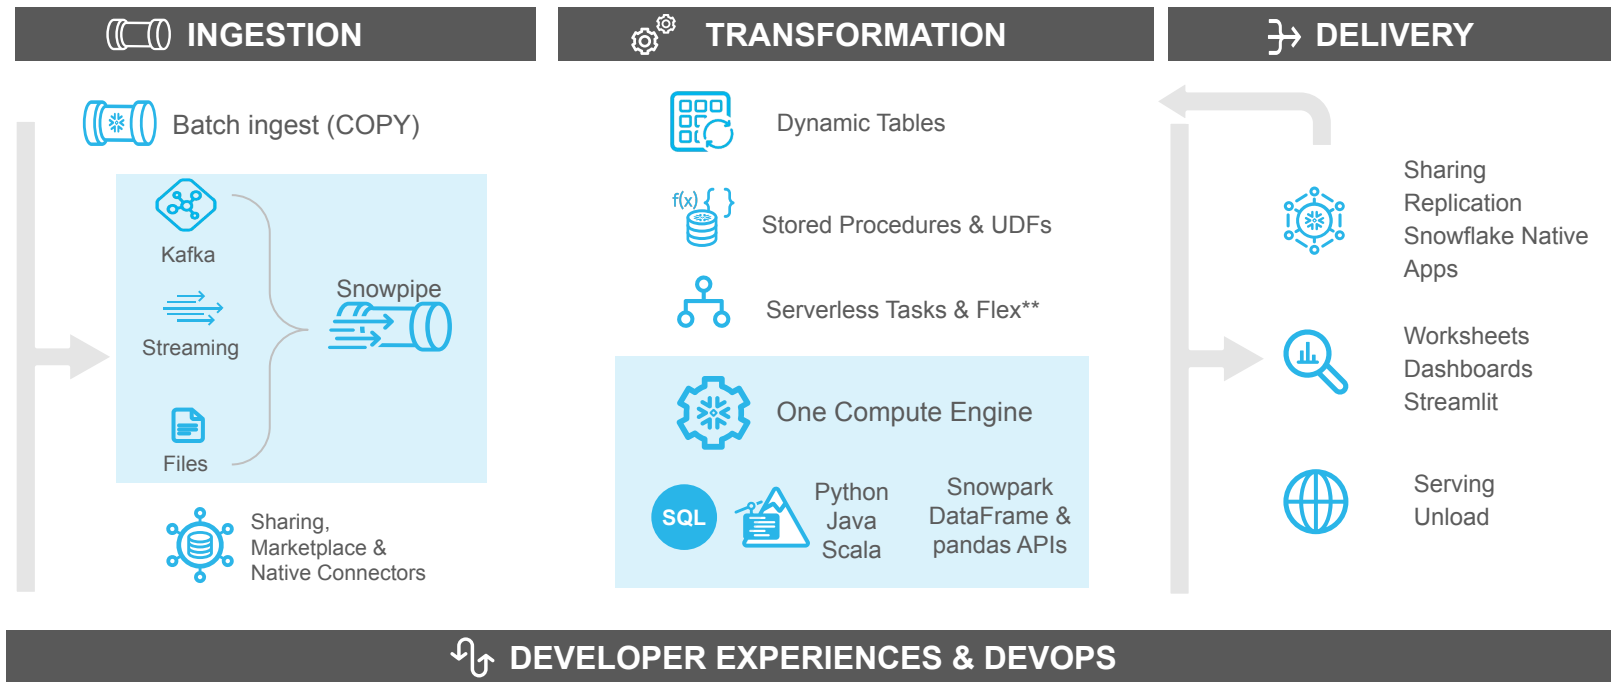 INGESTION
Batch ingest (COPY)
Kafka
Streaming
Files
Snowpipe
Sharing,
Marketplace &
Native Connectors
TRANSFORMATION
Dynamic Tables
f(x) { }
Stored Procedures & UDFs
Serverless Tasks & Flex**
One Compute Engine
SQL
Python
Java
Scala
Snowpark
DataFrame &
pandas APIs
DELIVERY
Sharing
Replication
Snowflake Native
Apps
Worksheets
Dashboards
Streamlit
Serving
Unload
DEVELOPER EXPERIENCES & DEVOPS